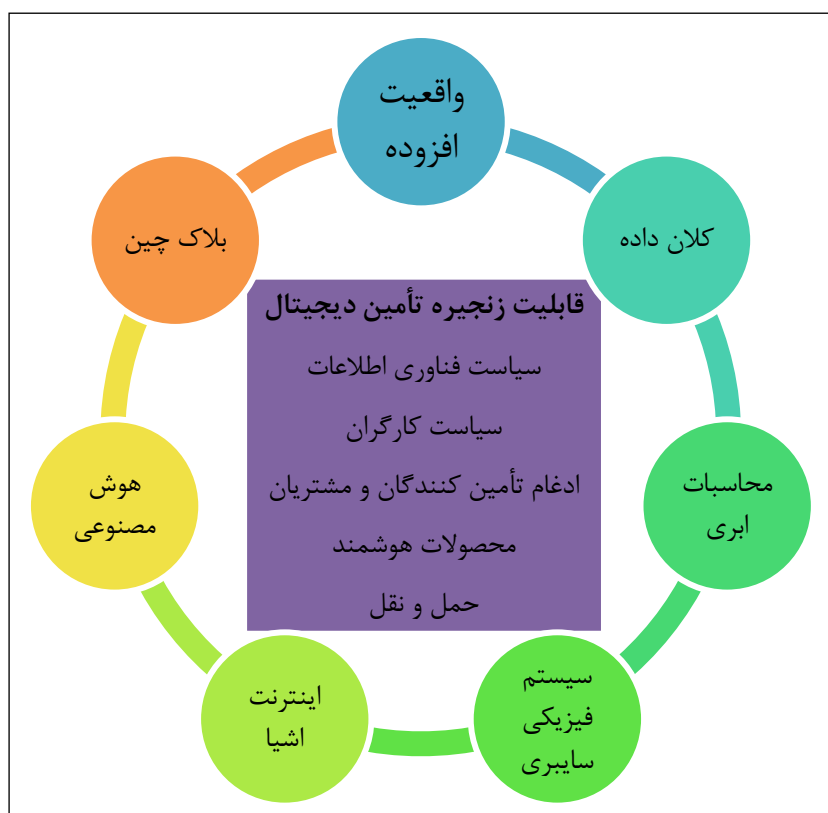 واقعیت
افزوده
کلان داده
محاسبات
ابری
سیستم
فیزیکی
سایبری
اینترنت
اشیا
هوش
مصنوعی
بلاک چین
قابلیت زنجیره تأمین دیجیتال
سیاست فناوری اطلاعات
سیاست کارگران
ادغام تأمین کنندگان و مشتریان
محصولات هوشمند
حمل و نقل